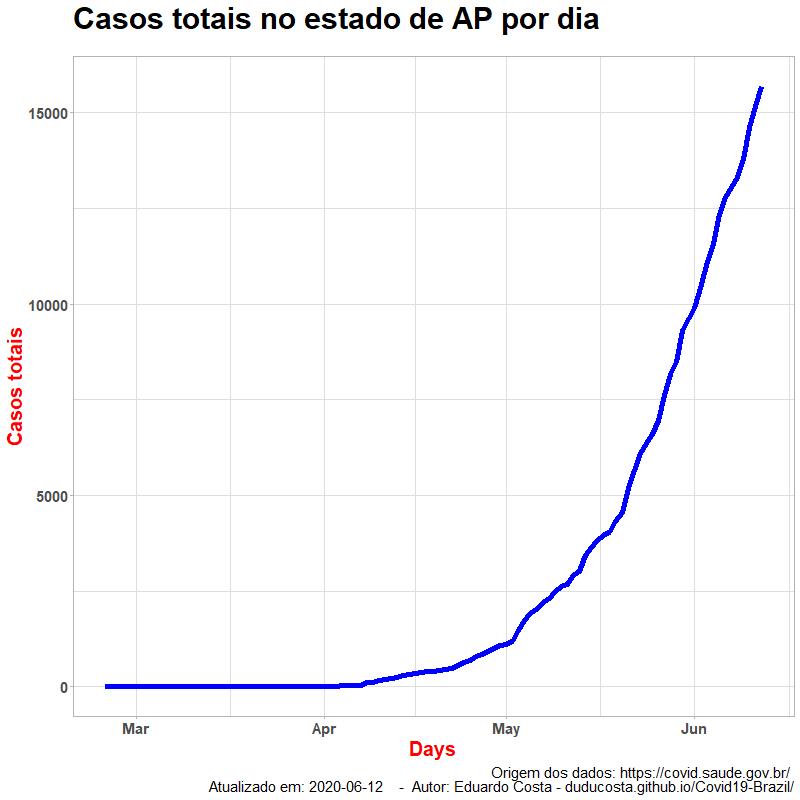 Casos totais no estado de AP por dia
Casos totais
15000
10000
5000
0
Mar Apr May Jun
Days
Origem dos dados: https://covid.saude.gov.br/
Atualizado em: 2020-06-12 - Autor: Eduardo Costa - duducosta.github.io/Covid19-Brazil/